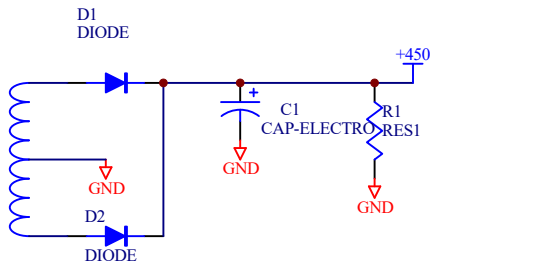 D1
DIODE
+450
C1
CAP-ELECTRO
R1
RES1
GND
GND
GND
D2
DIODE